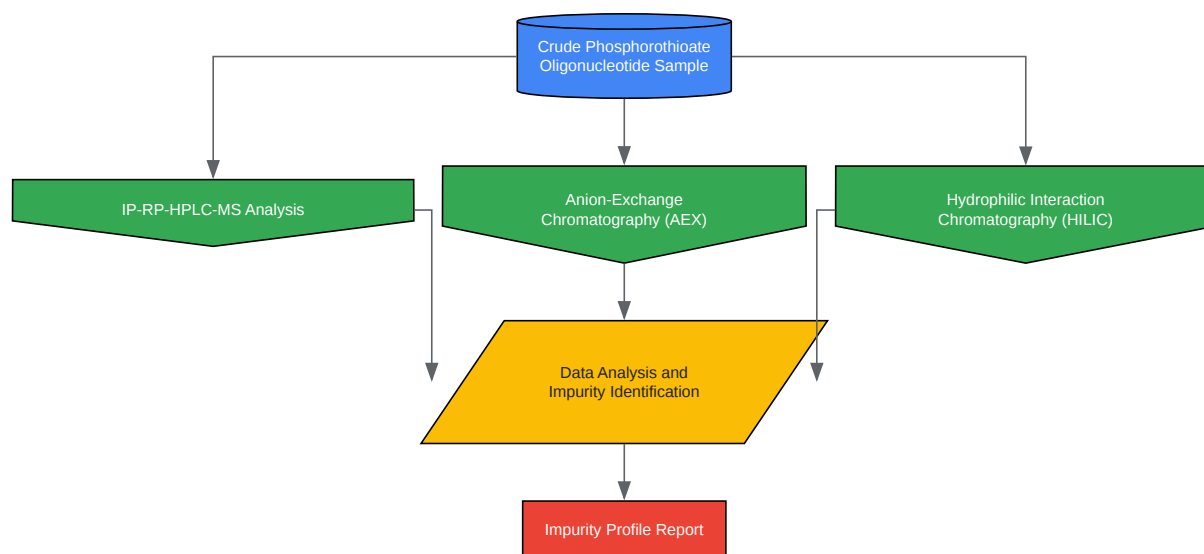 Crude Phosphorothioate
Oligonucleotide Sample
IP-RP-HPLC-MS Analysis
Anion-Exchange
Chromatography (AEX)
Hydrophilic Interaction
Chromatography (HILIC)
Data Analysis and
Impurity Identification
Impurity Profile Report